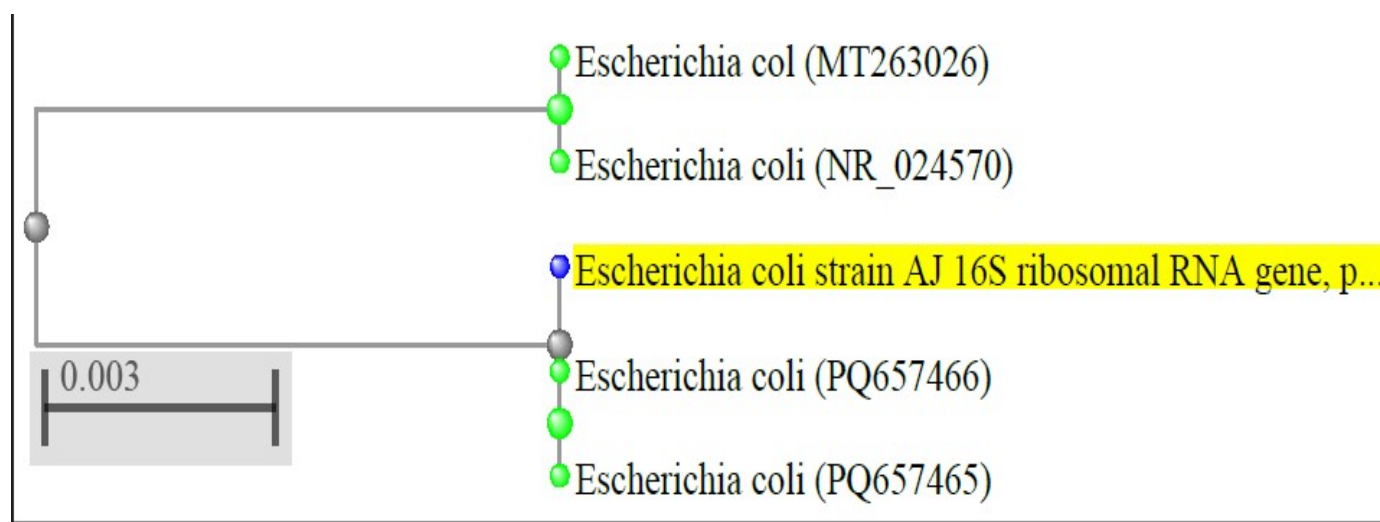 Escherichia col (MT263026)
Escherichia coli (NR_024570)
Escherichia coli strain AJ 16S ribosomal RNA gene, p...
0.003
Escherichia coli (PQ657466)
Escherichia coli (PQ657465)